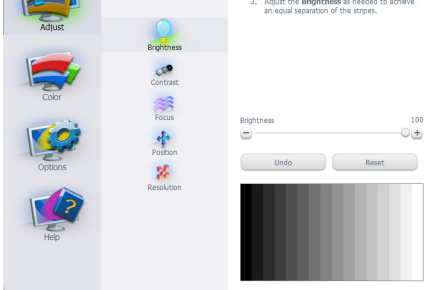 3. Adjust the Brightness as needed to achieve
an equal separation of the stripes.
Adjust
Color
Options
Help
Brightness
Contrast
Focus
Position
Resolution
Brightness 100
Undo Reset